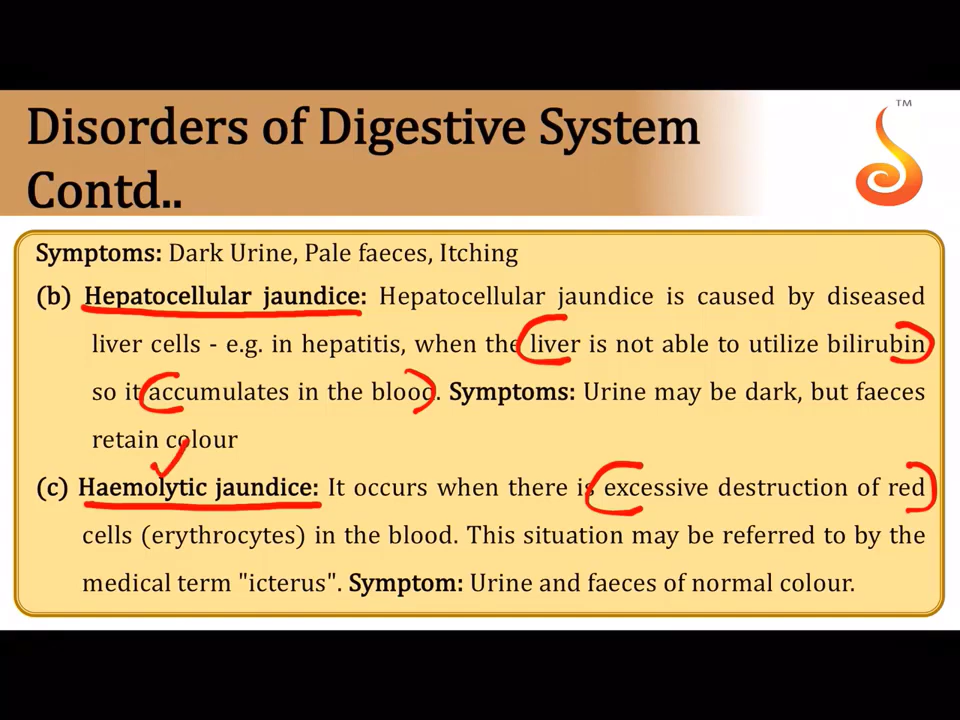 TM
Disorders of Digestive System
Contd..
Symptoms: Dark Urine, Pale faeces, Itching
(b) Hepatocellular jaundice: Hepatocellular jaundice is caused by diseased
liver cells - e.g. in hepatitis, when the liver is not able to utilize bilirubin
so it accumulates in the blood. Symptoms: Urine may be dark, but faeces
retain colour
(c) Haemolytic jaundice: It occurs when there is excessive destruction of red
cells (erythrocytes) in the blood. This situation may be referred to by the
medical term "icterus". Symptom: Urine and faeces of normal colour.